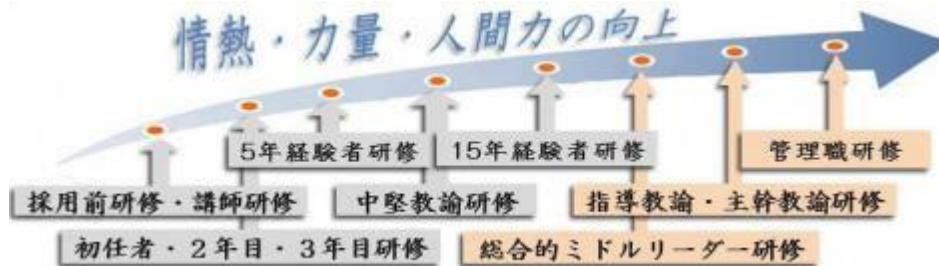 情熱・力量・人間力の向上
5年経験者研修
15年経験者研修
管理職研修
採用前研修・講師研修
中堅教諭研修
指導教諭・主幹教諭研修
初任者・2年目・3年目研修
総合的ミドルリーダー研修